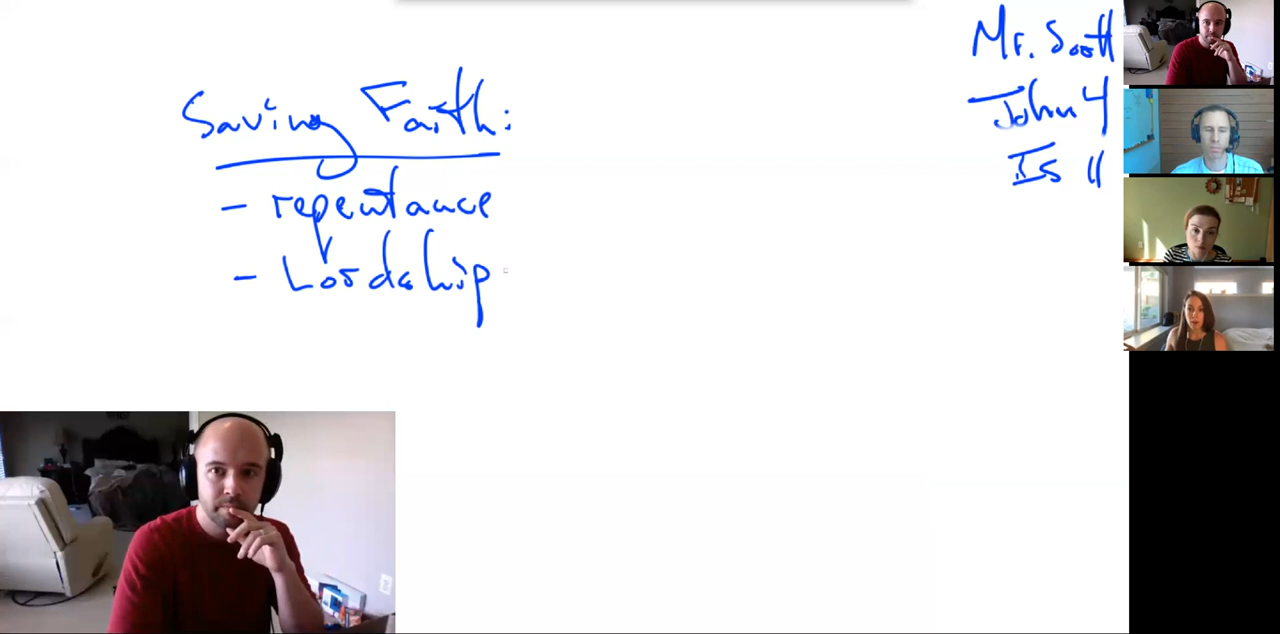 Saving Faith:
- repentance
- Lordship
Mr. Scott
John 4
Is 11